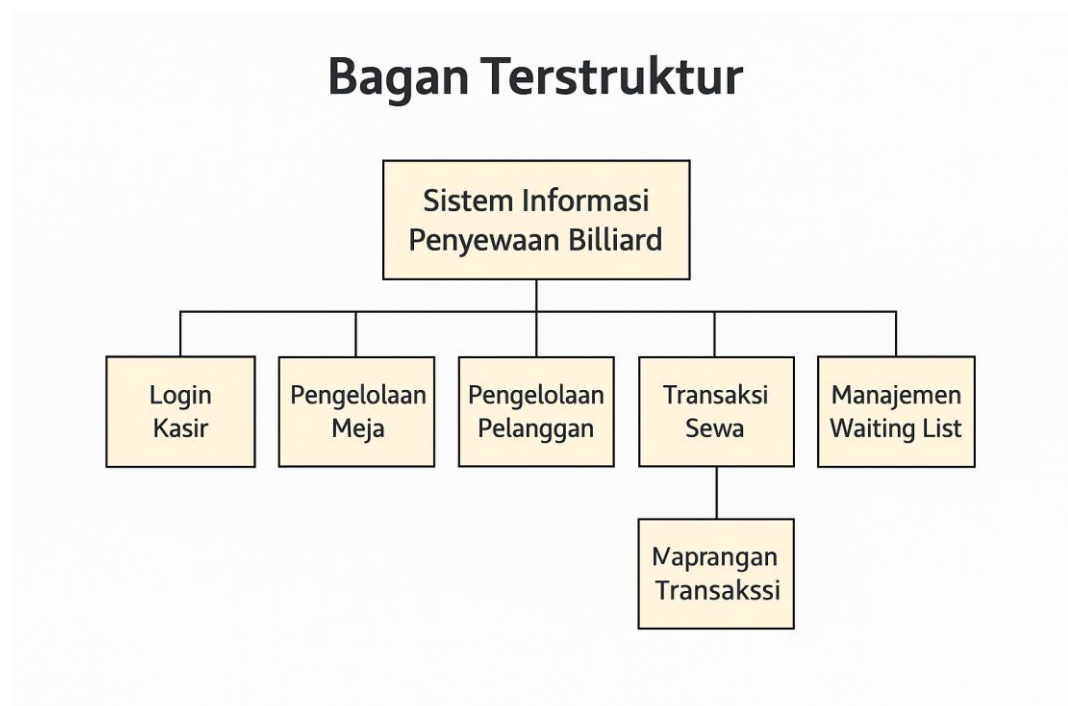 Bagan Terstruktur
Sistem Informasi
Penyewaan Billiard
Login
Kasir
Pengelolaan
Meja
Pengelolaan
Pelanggan
Transaksi
Sewa
Manajemen
Waiting List
Maprangan
Transakssi